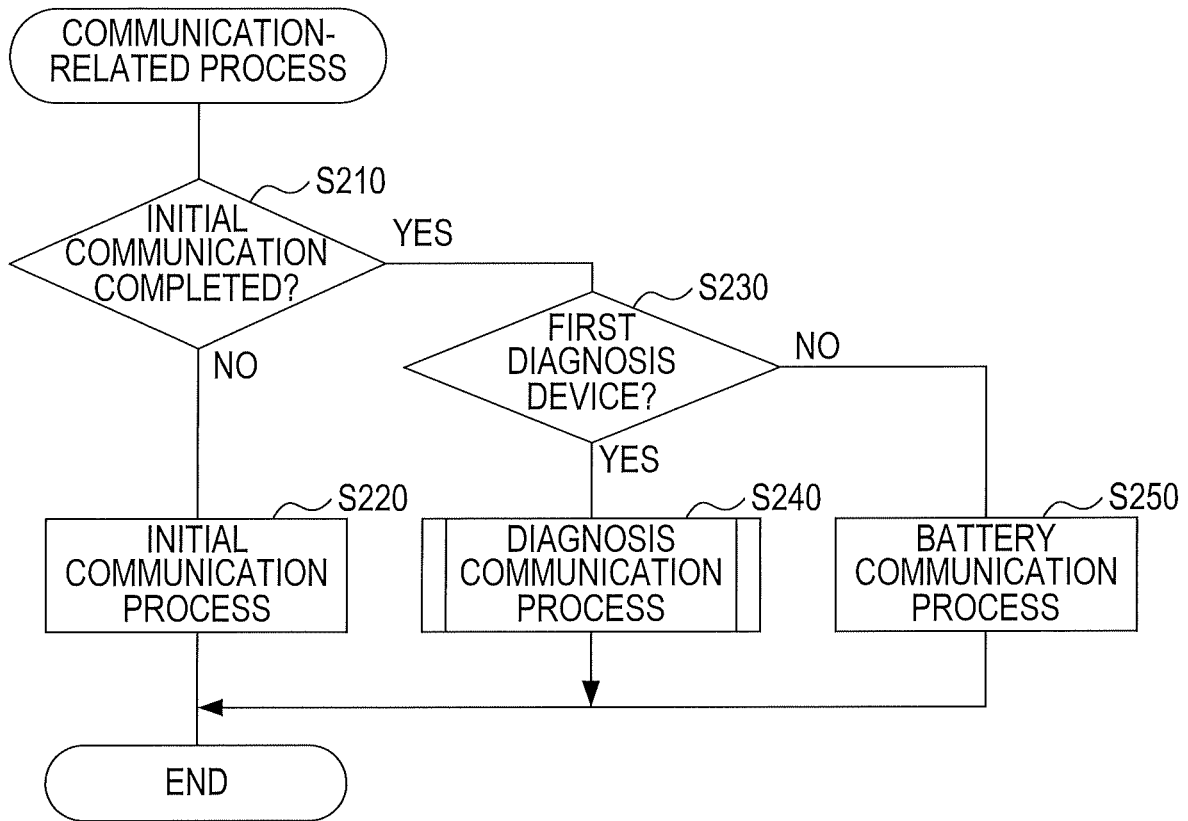 COMMUNICATION-
RELATED PROCESS
S210
INITIAL
COMMUNICATION
COMPLETED?
YES
NO
S230
FIRST
DIAGNOSIS
DEVICE?
NO
YES
S220
INITIAL
COMMUNICATION
PROCESS
S240
DIAGNOSIS
COMMUNICATION
PROCESS
S250
BATTERY
COMMUNICATION
PROCESS
END